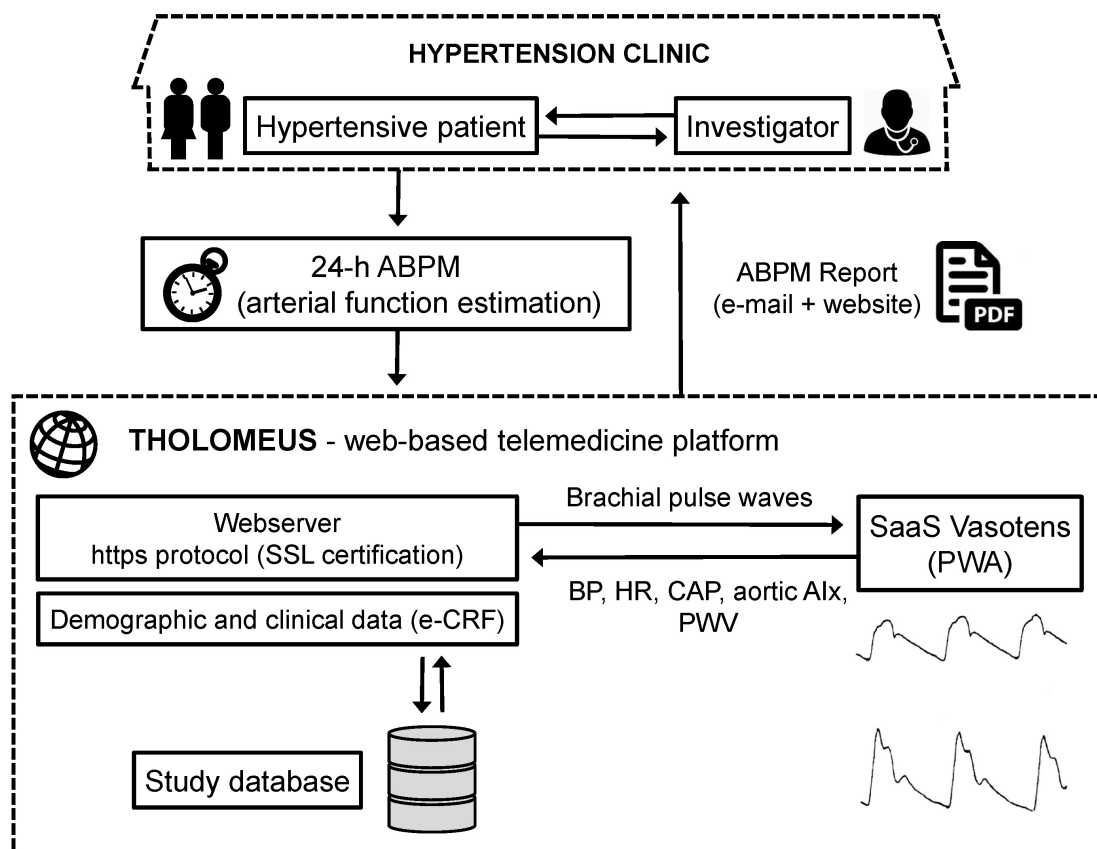 HYPERTENSION CLINIC
Hypertensive patient
Investigator
24-h ABPM
(arterial function estimation)
ABPM Report
(e-mail + website)
PDF
THOLOMEUS - web-based telemedicine platform
Webserver
https protocol (SSL certification)
Brachial pulse waves
SaaS Vasotens
(PWA)
BP, HR, CAP, aortic AIx,
PWV
Demographic and clinical data (e-CRF)
Study database